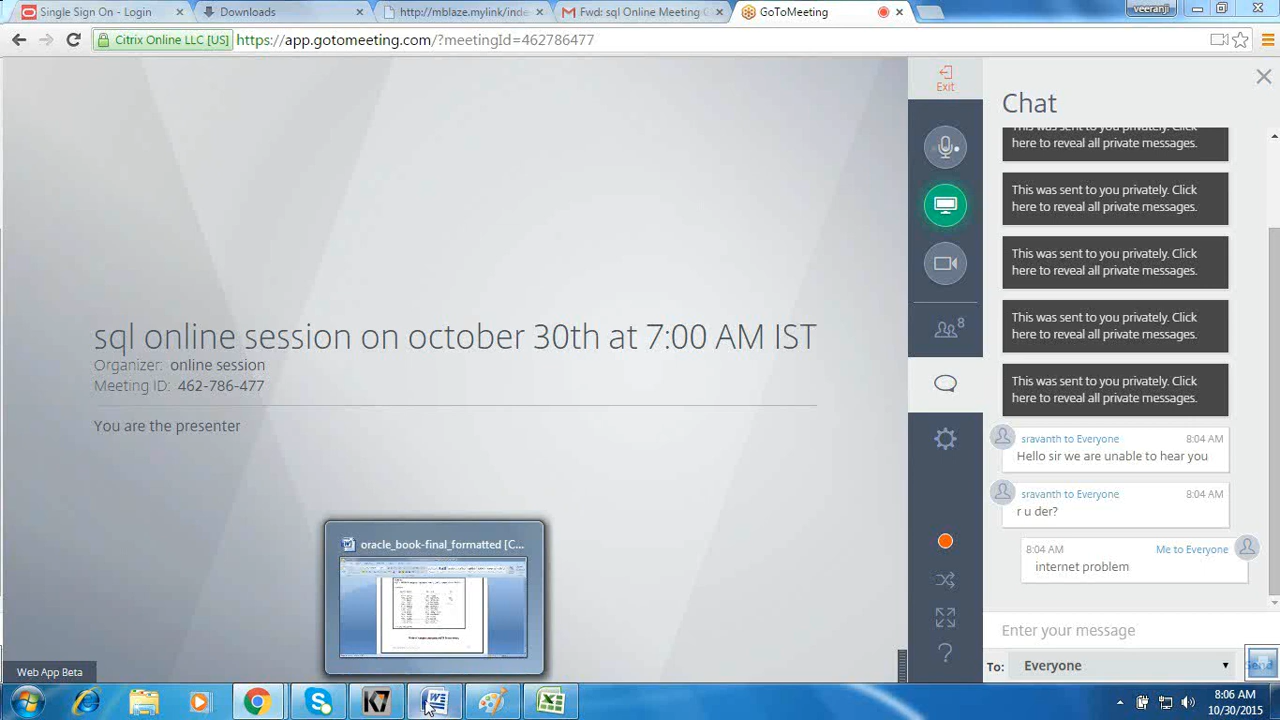 Single Sign On - Login
Downloads
http://mblaze.mylink/inde
Fwd: sql Online Meeting
GoToMeeting
veeranji
Citrix Online LLC [US]
https://app.gotomeeting.com/?meetingId=462786477
Exit
Chat
This was sent to you privately. Click
here to reveal all private messages.
This was sent to you privately. Click
here to reveal all private messages.
This was sent to you privately. Click
here to reveal all private messages.
This was sent to you privately. Click
here to reveal all private messages.
This was sent to you privately. Click
here to reveal all private messages.
8
sql online session on october 30th at 7:00 AM IST
Organizer: online session
Meeting ID: 462-786-477
You are the presenter
sravanth to Everyone 8:04 AM
Hello sir we are unable to hear you
sravanth to Everyone 8:04 AM
r u der?
8:04 AM Me to Everyone
internet problem
oracle_book-final_formatted [C...
?
Enter your message
To: Everyone
Send
Web App Beta
K7
8:06 AM
10/30/2015